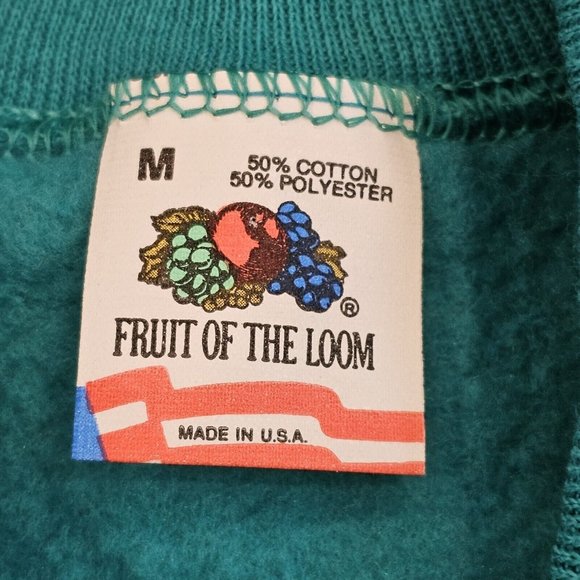 M
50% COTTON
50% POLYESTER
®
FRUIT OF THE LOOM
MADE IN U.S.A.